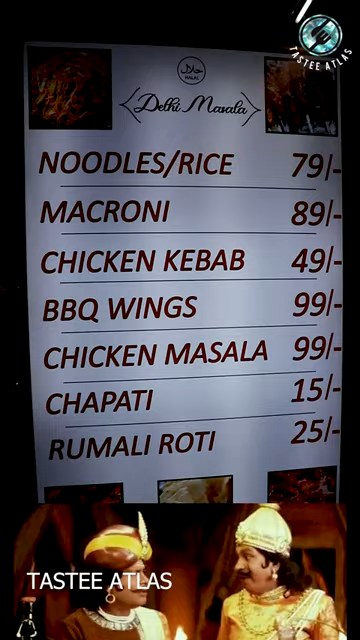 TASTEE ATLAS
حلال
HALAL
Delhi Masala
NOODLES/RICE 79/-
MACRONI 89/-
CHICKEN KEBAB 49/-
BBQ WINGS 99/-
CHICKEN MASALA 99/-
CHAPATI 15/-
RUMALI ROTI 25/-
TASTEE ATLAS